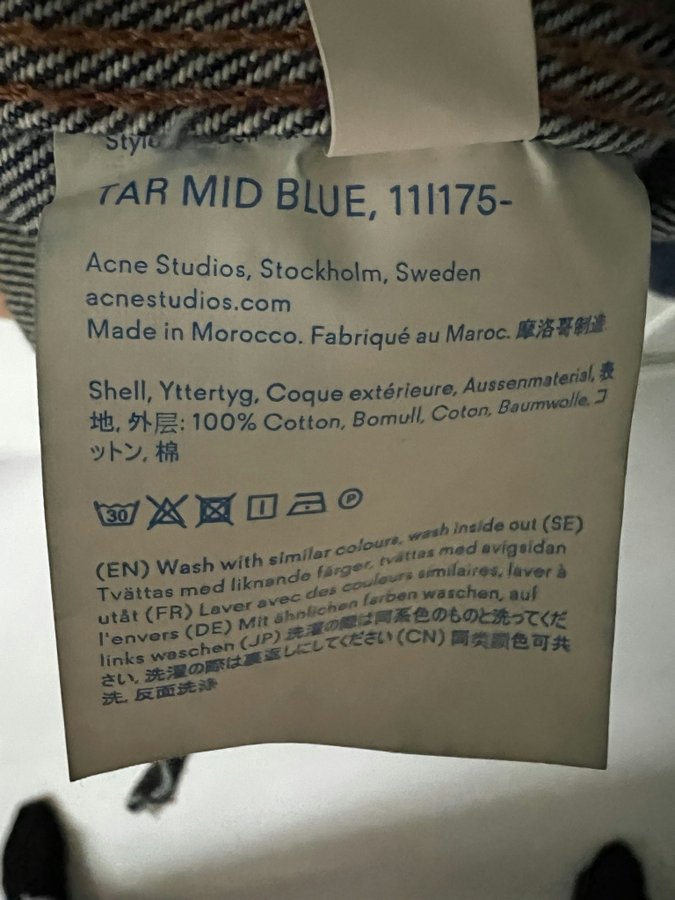 Style
TAR MID BLUE, 11I175-
Acne Studios, Stockholm, Sweden
acnestudios.com
Made in Morocco. Fabriqué au Maroc. 摩洛哥制造
Shell, Yttertyg, Coque extérieure, Aussenmaterial, 表
地, 外层: 100% Cotton, Bomull, Coton, Baumwolle, コ
ットン, 棉
30 P
(EN) Wash with similar colours, wash inside out (SE)
Tvättas med liknande färger, tvättas med avigsidan
utåt (FR) Laver avec des couleurs similaires, laver à
l'envers (DE) Mit ähnlichen farben waschen, auf
links waschen (JP) 洗濯の際は同系色のものと洗ってくだ
さい, 洗濯の際は裏返しにしてください (CN) 同类颜色可共
洗, 反面洗涤